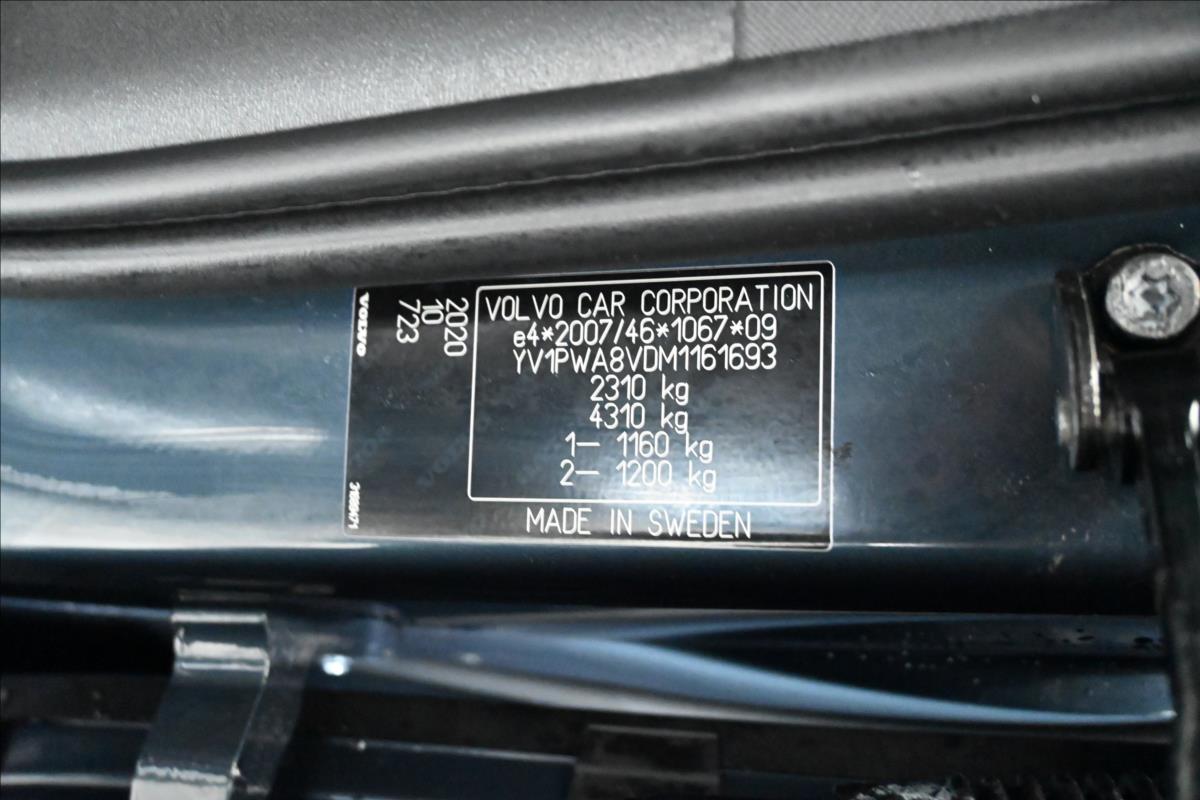 VOLVO
2020
10
723
31698471
VOLVO CAR CORPORATION
e4*2007/46*1067*09
YV1PWA8VDM1161693
2310 kg
4310 kg
1– 1160 kg
2– 1200 kg
MADE IN SWEDEN